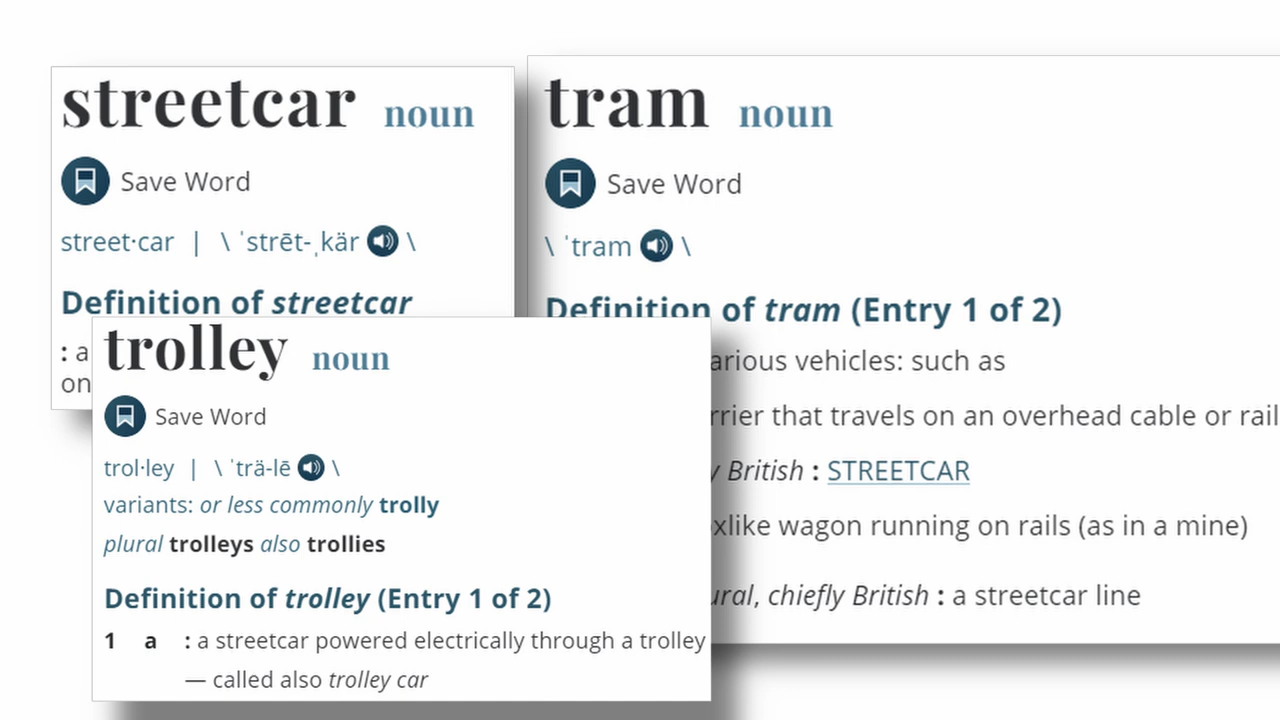 streetcar noun
Save Word
street·car | \ ˈstrēt-ˌkär \
Definition of streetcar
: a
on
tram noun
Save Word
\ ˈtram \
Definition of tram (Entry 1 of 2)
vehicles: such as
that travels on an overhead cable or rail
British : STREETCAR
wagon running on rails (as in a mine)
chiefly British : a streetcar line
trolley noun
Save Word
trol·ley | \ ˈträ-lē \
variants: or less commonly trolly
plural trolleys also trollies
Definition of trolley (Entry 1 of 2)
1 a : a streetcar powered electrically through a trolley
— called also trolley car